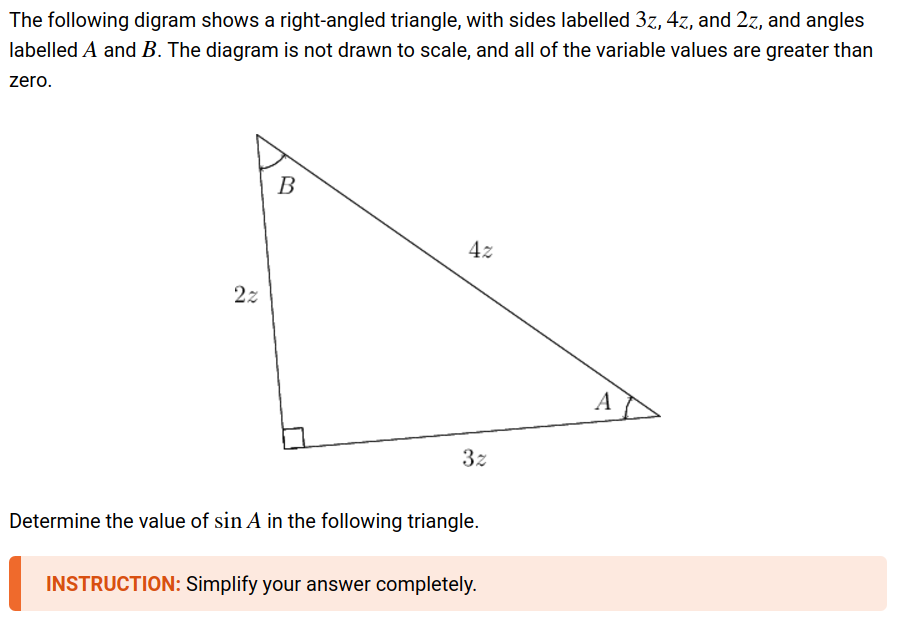 The following digram shows a right-angled triangle, with sides labelled 3z, 4z, and 2z, and angles
labelled A and B. The diagram is not drawn to scale, and all of the variable values are greater than
zero.
B
4z
2z
A
3z
Determine the value of sin A in the following triangle.
INSTRUCTION: Simplify your answer completely.